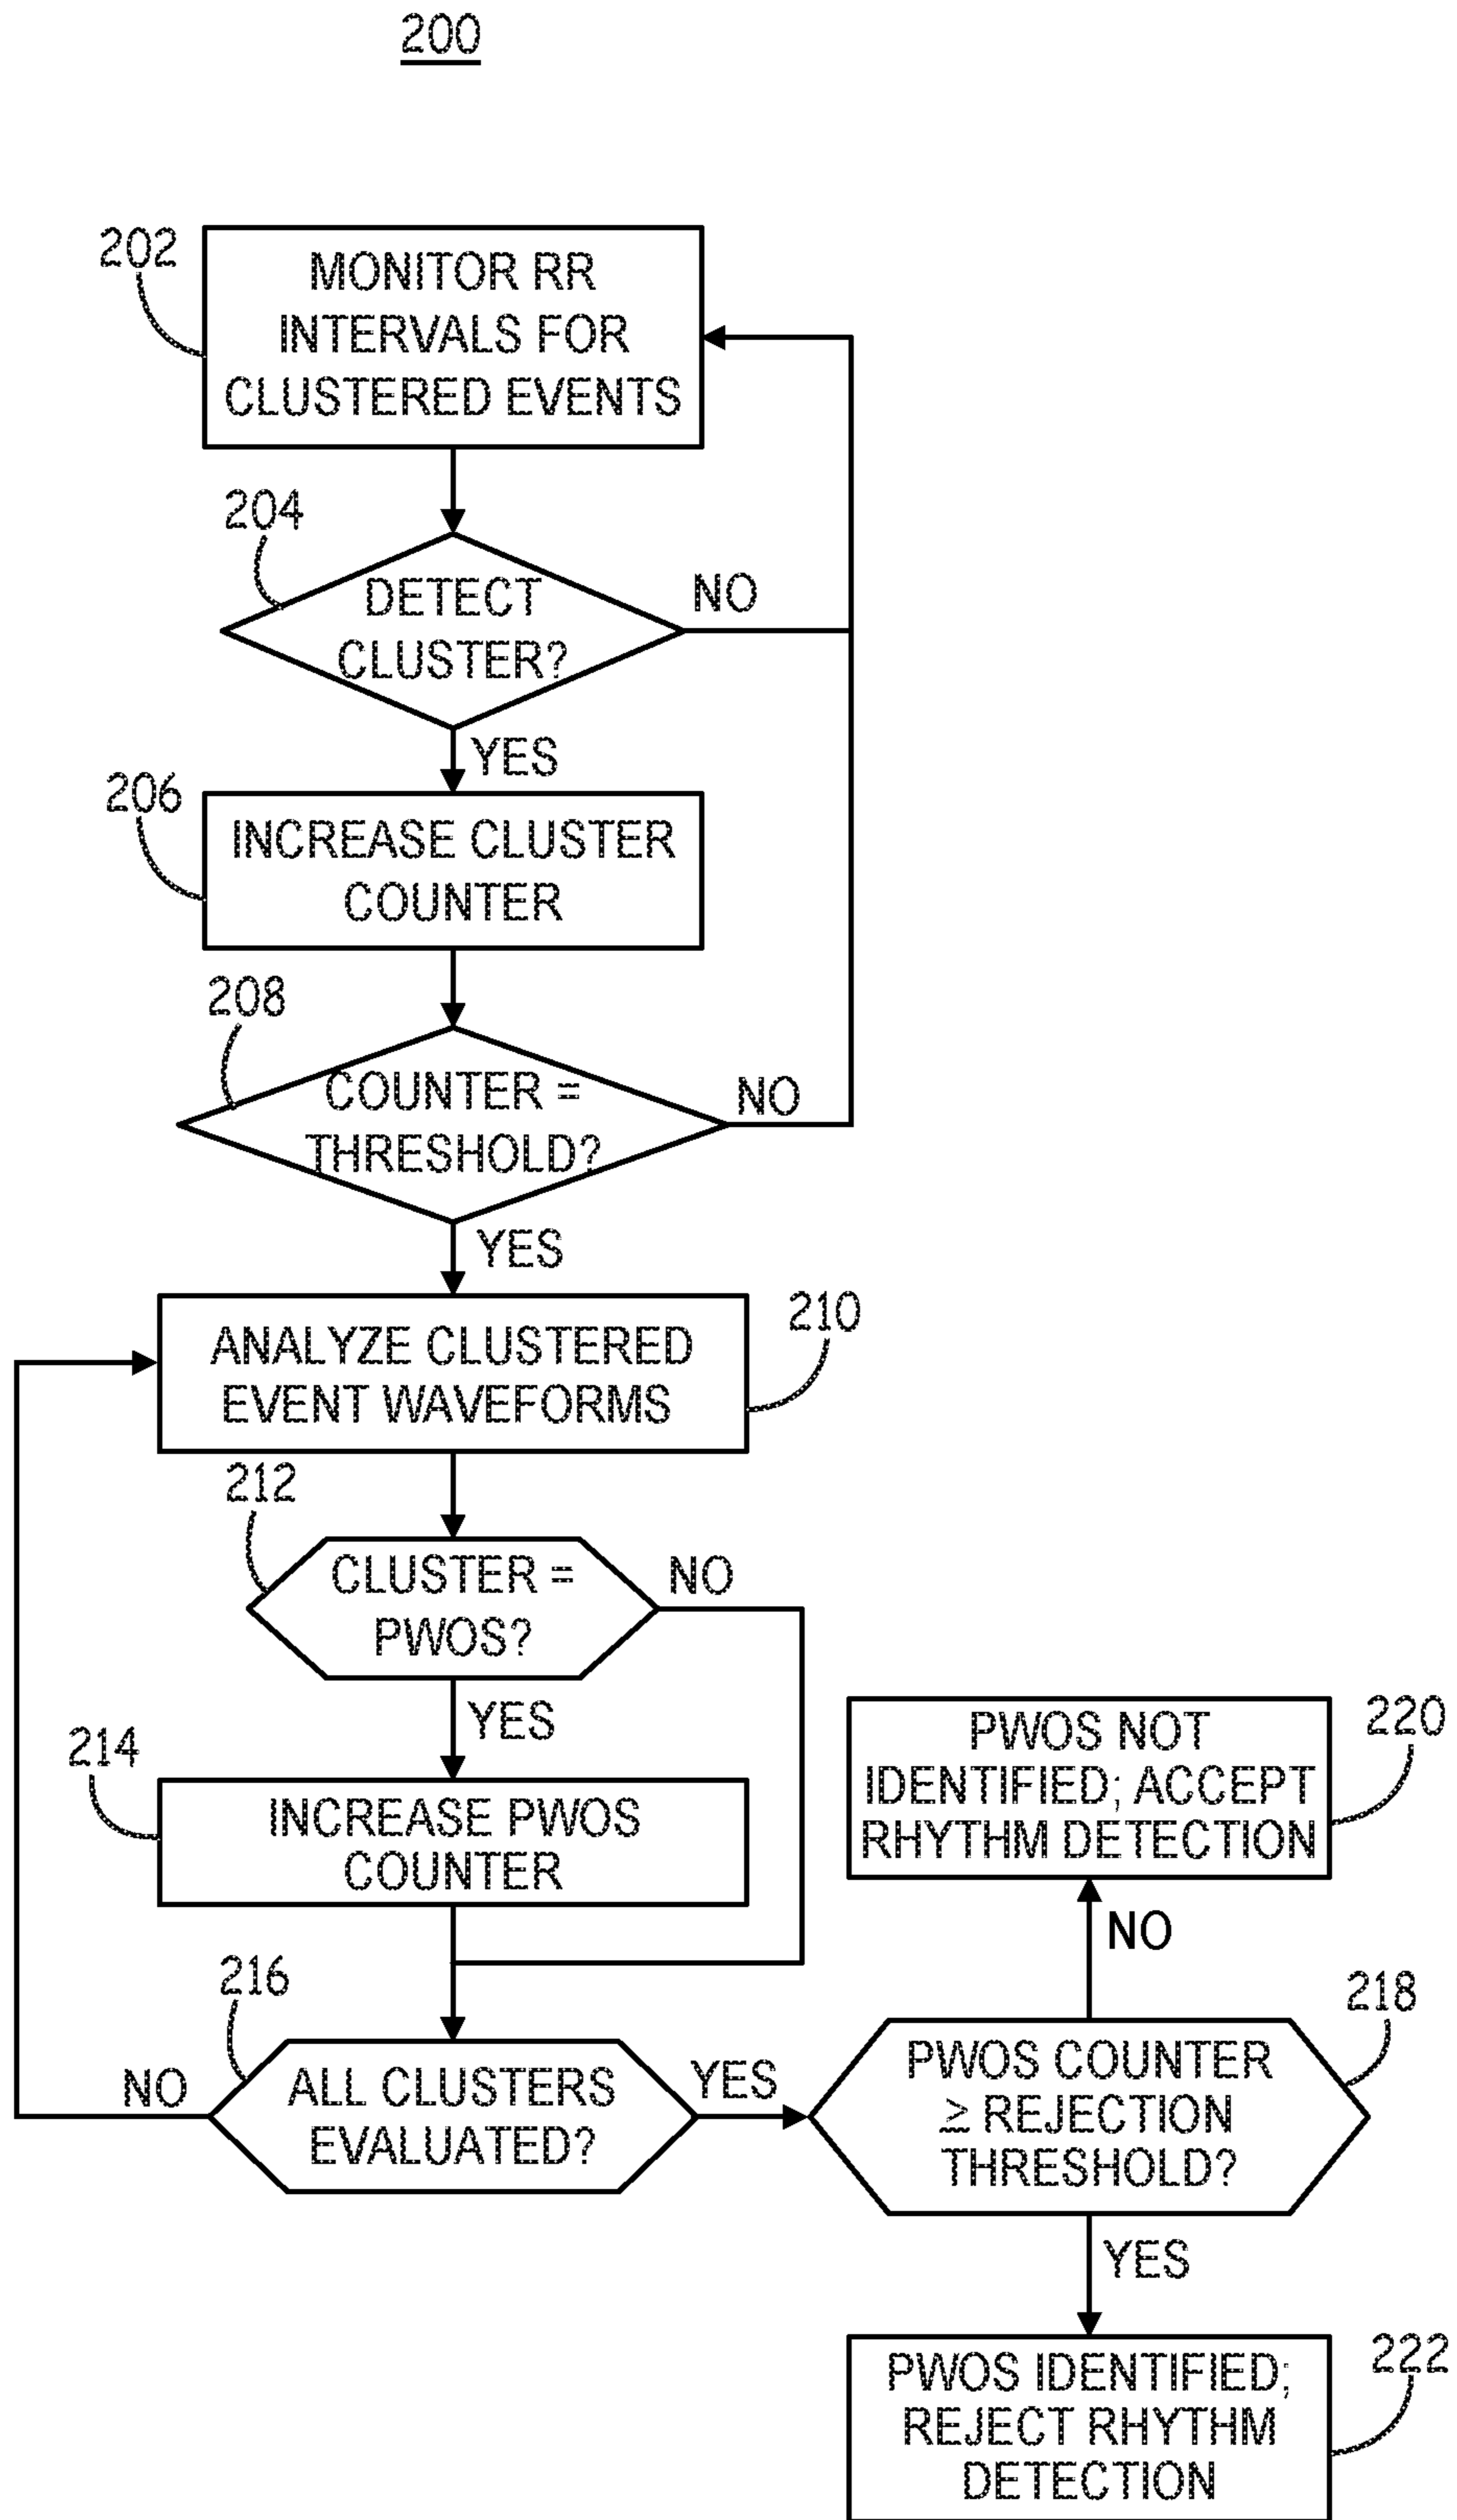 200
202
MONITOR RR
INTERVALS FOR
CLUSTERED EVENTS
204
DETECT
CLUSTER?
NO
YES
206
INCREASE CLUSTER
COUNTER
208
COUNTER =
THRESHOLD?
NO
YES
210
ANALYZE CLUSTERED
EVENT WAVEFORMS
212
CLUSTER =
PWOS?
NO
YES
214
INCREASE PWOS
COUNTER
216
ALL CLUSTERS
EVALUATED?
NO
YES
218
PWOS COUNTER
≥ REJECTION
THRESHOLD?
NO
220
PWOS NOT
IDENTIFIED; ACCEPT
RHYTHM DETECTION
YES
222
PWOS IDENTIFIED;
REJECT RHYTHM
DETECTION